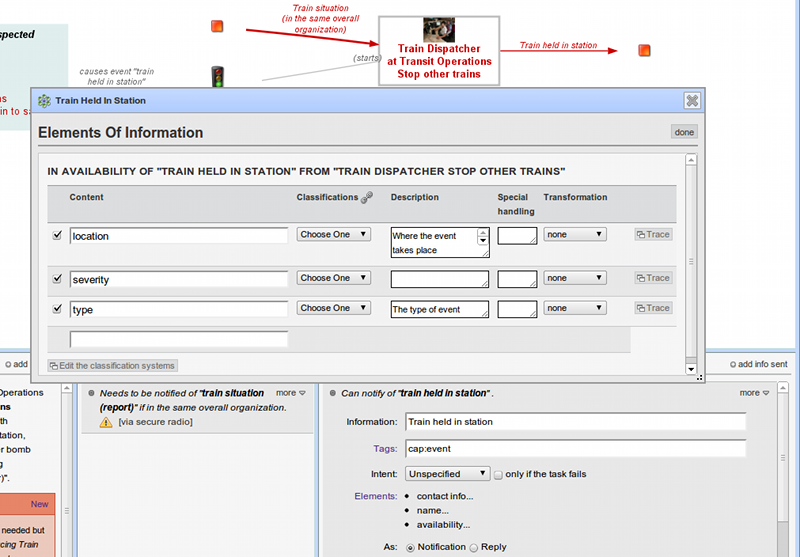 spected
Train situation
(in the same overall
organization)
Train held in station
Train Dispatcher
at Transit Operations
Stop other trains
(starts)
causes event "train
held in station"
ns
in to sa
Train Held In Station
Elements Of Information
done
IN AVAILABILITY OF "TRAIN HELD IN STATION" FROM "TRAIN DISPATCHER STOP OTHER TRAINS"
Content Classifications Description Special handling Transformation
location Choose One Where the event takes place none Trace
severity Choose One none Trace
type Choose One The type of event none Trace
Edit the classification systems
add
add info sent
Operations
ns
th
tation,
r bomb
g
)".
New
needed but
cing Train
Needs to be notified of "train situation
(report)" if in the same overall organization.
more
[via secure radio]
Can notify of "train held in station" .
more
Information: Train held in station
Tags: cap:event
Intent: Unspecified only if the task fails
Elements: • contact info...
• name...
• availability...
As: Notification Reply